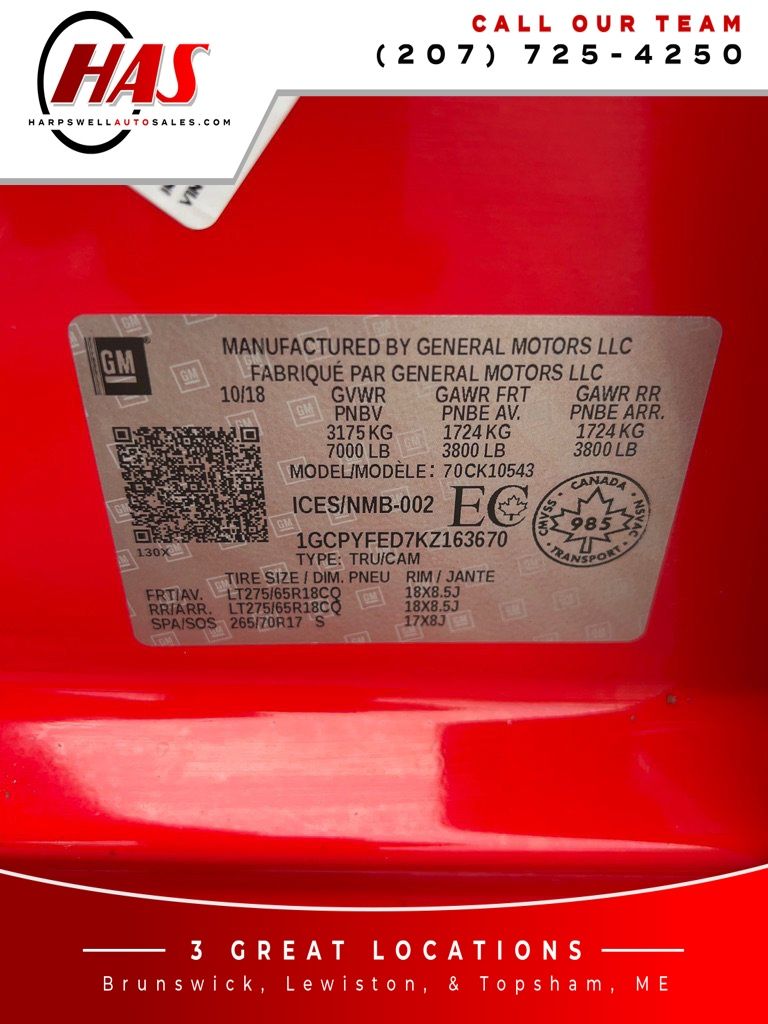 CALL OUR TEAM
(207) 725-4250
HAS
HARPSWELLAUTOSALES.COM
VIN
GM
MANUFACTURED BY GENERAL MOTORS LLC
FABRIQUÉ PAR GENERAL MOTORS LLC
10/18 GVWR GAWR FRT GAWR RR
PNBV PNBE AV. PNBE ARR.
3175 KG 1724 KG 1724 KG
7000 LB 3800 LB 3800 LB
MODEL/MODÈLE: 70CK10543
ICES/NMB-002 EC
CANADA
CMVSS 985 NSVAC
TRANSPORT
130X
1GCPYFED7KZ163670
TYPE: TRU/CAM
TIRE SIZE / DIM. PNEU RIM / JANTE
FRT/AV. LT275/65R18CQ 18X8.5J
RR/ARR. LT275/65R18CQ 18X8.5J
SPA/SOS 265/70R17 S 17X8J
3 GREAT LOCATIONS
Brunswick, Lewiston, & Topsham, ME